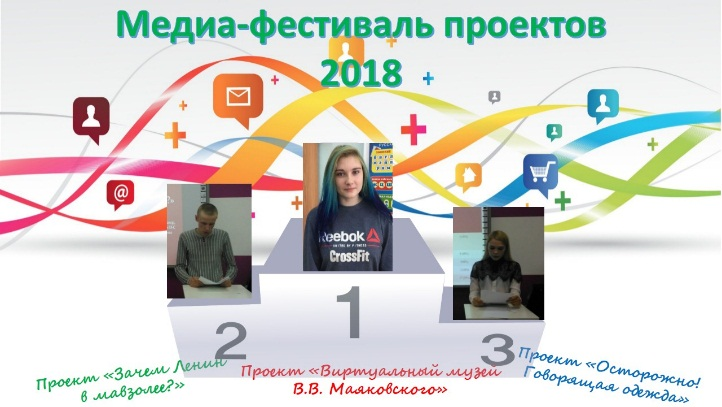 Медиа-фестиваль проектов
2018
@
Reebok
CrossFit
1
2
3
Проект «Зачем Ленин
в мавзолее?»
Проект «Виртуальный музей
В.В. Маяковского»
Проект «Осторожно!
Говорящая одежда»